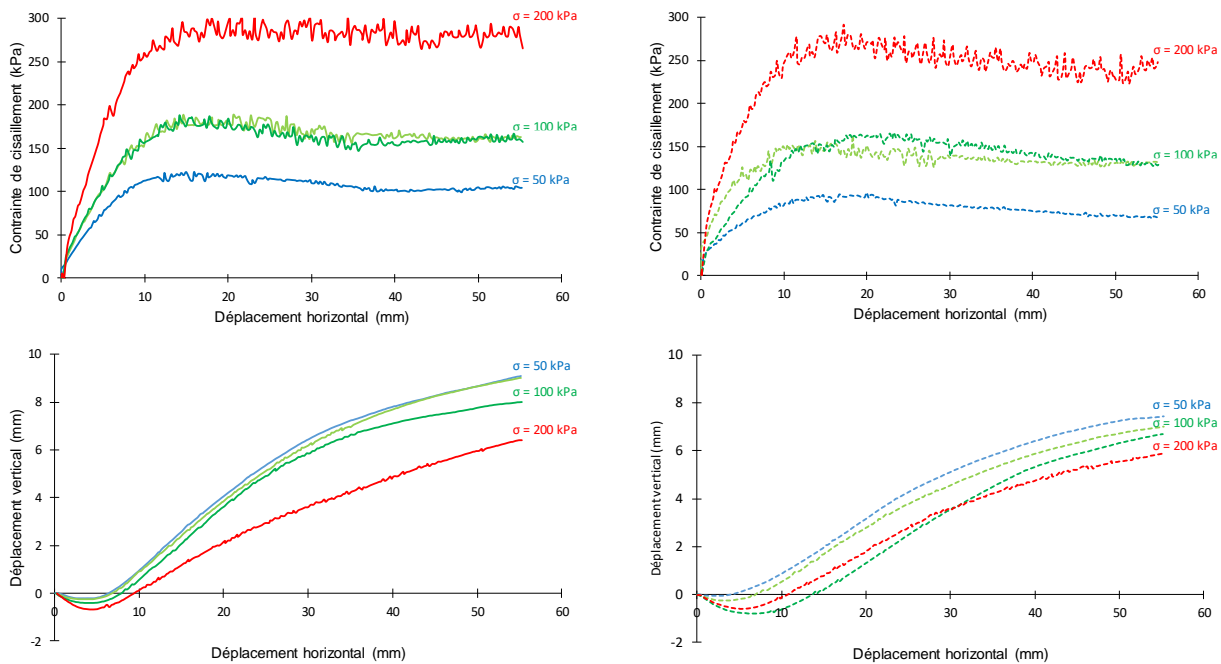 300
250
200
150
100
50
0
Contrainte de cisaillement (kPa)
σ = 200 kPa
σ = 100 kPa
σ = 50 kPa
0 10 20 30 40 50 60
Déplacement horizontal (mm)
300
250
200
150
100
50
0
Contrainte de cisaillement (kPa)
σ = 200 kPa
σ = 100 kPa
σ = 50 kPa
0 10 20 30 40 50 60
Déplacement horizontal (mm)
10
8
6
4
2
0
-2
Déplacement vertical (mm)
σ = 50 kPa
σ = 100 kPa
σ = 200 kPa
0 10 20 30 40 50 60
Déplacement horizontal (mm)
10
8
6
4
2
0
-2
Déplacement vertical (mm)
σ = 50 kPa
σ = 100 kPa
σ = 200 kPa
0 10 20 30 40 50 60
Déplacement horizontal (mm)